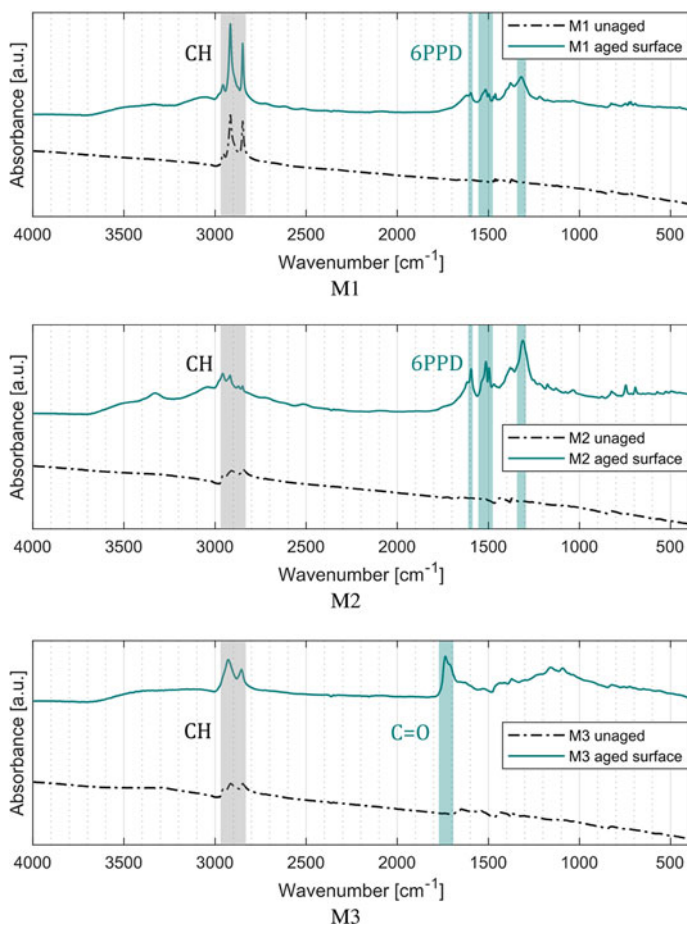 M1 unaged
M1 aged surface
CH
6PPD
Absorbance [a.u.]
4000 3500 3000 2500 2000 1500 1000 500
Wavenumber [cm⁻¹]
M1
CH
6PPD
M2 unaged
M2 aged surface
Absorbance [a.u.]
4000 3500 3000 2500 2000 1500 1000 500
Wavenumber [cm⁻¹]
M2
CH
C=O
M3 unaged
M3 aged surface
Absorbance [a.u.]
4000 3500 3000 2500 2000 1500 1000 500
Wavenumber [cm⁻¹]
M3